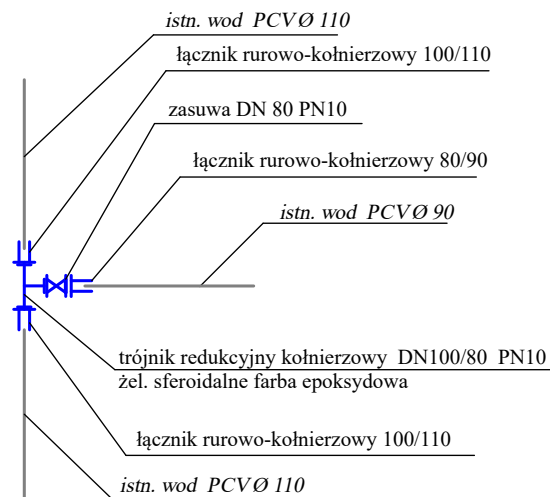 istn. wod PCV Ø 110
łącznik rurowo-kołnierzowy 100/110
zasuwa DN 80 PN10
łącznik rurowo-kołnierzowy 80/90
istn. wod PCV Ø 90
trójnik redukcyjny kołnierzowy DN100/80 PN10
żel. sferoidalne farba epoksydowa
łącznik rurowo-kołnierzowy 100/110
istn. wod PCV Ø 110